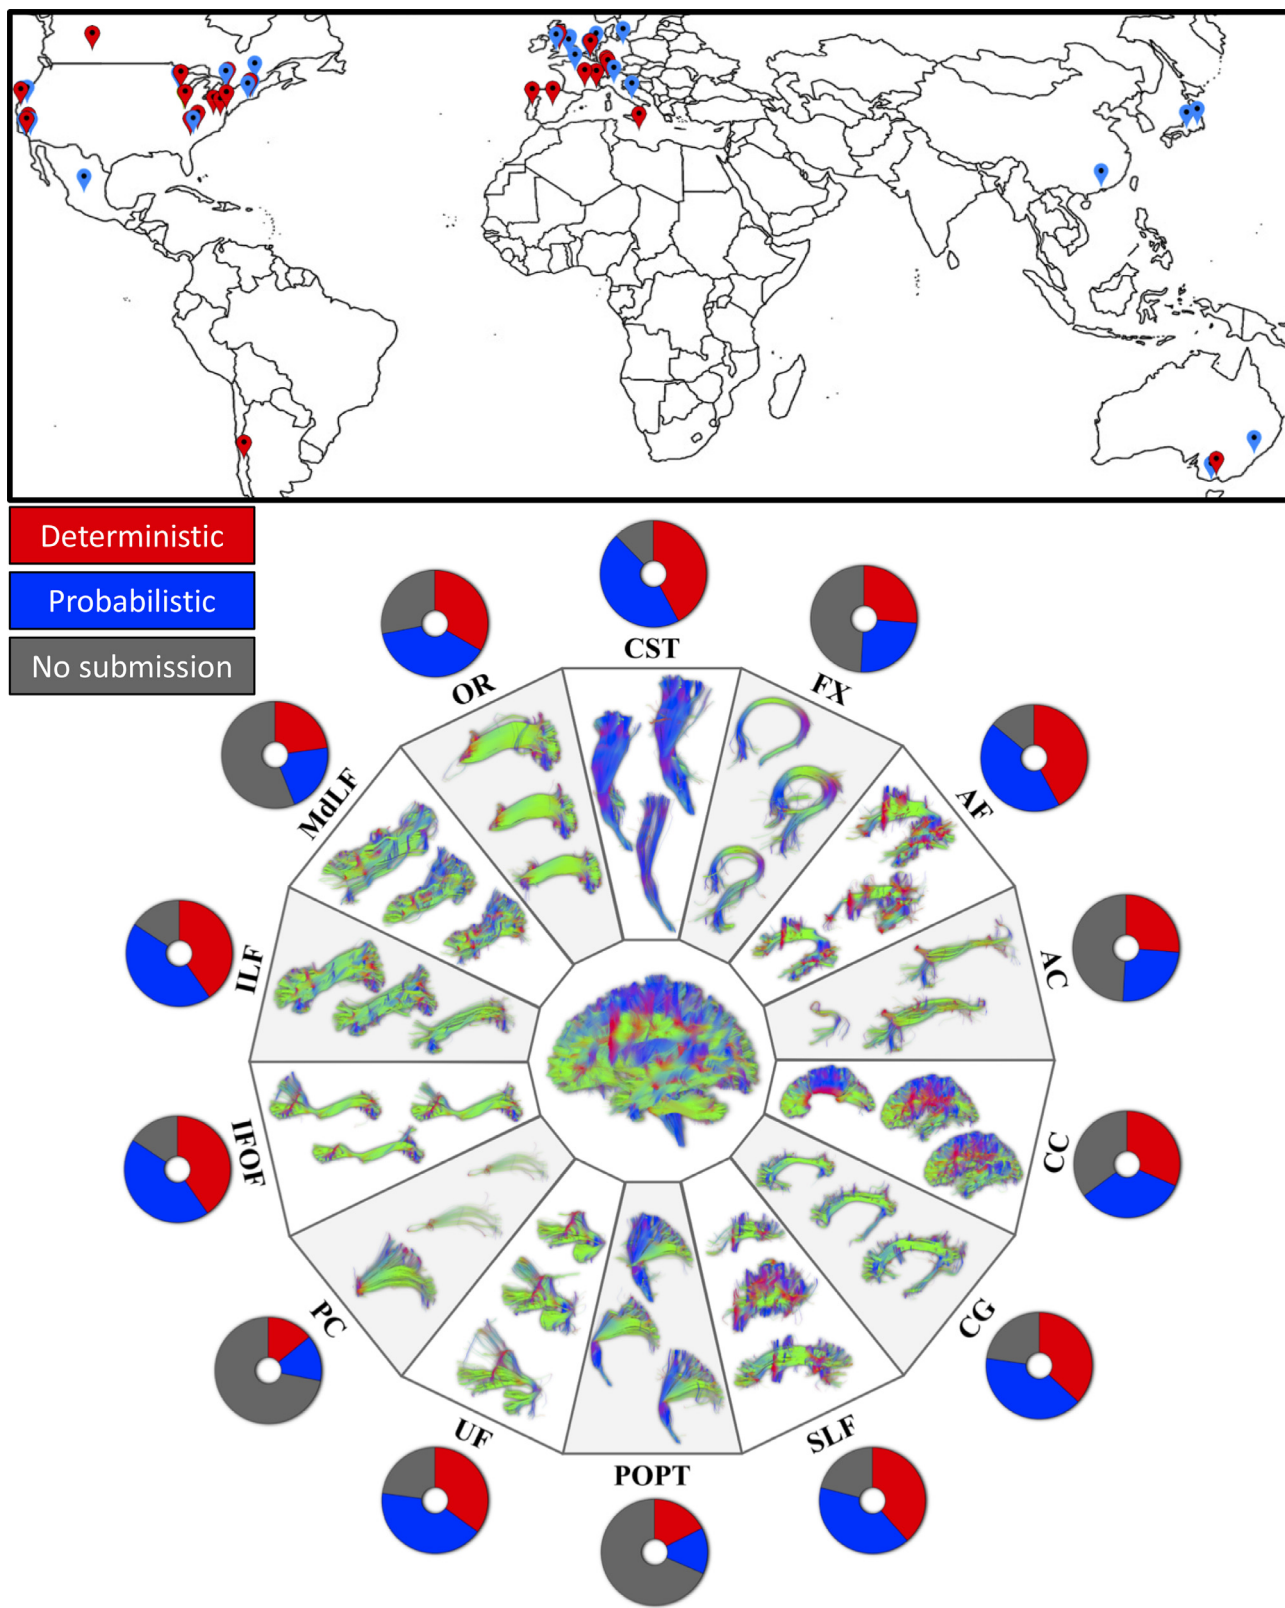 Deterministic
Probabilistic
No submission
CST
FX
AF
AC
CC
CG
SLF
POPT
UF
PC
IFOF
ILF
MdLF
OR